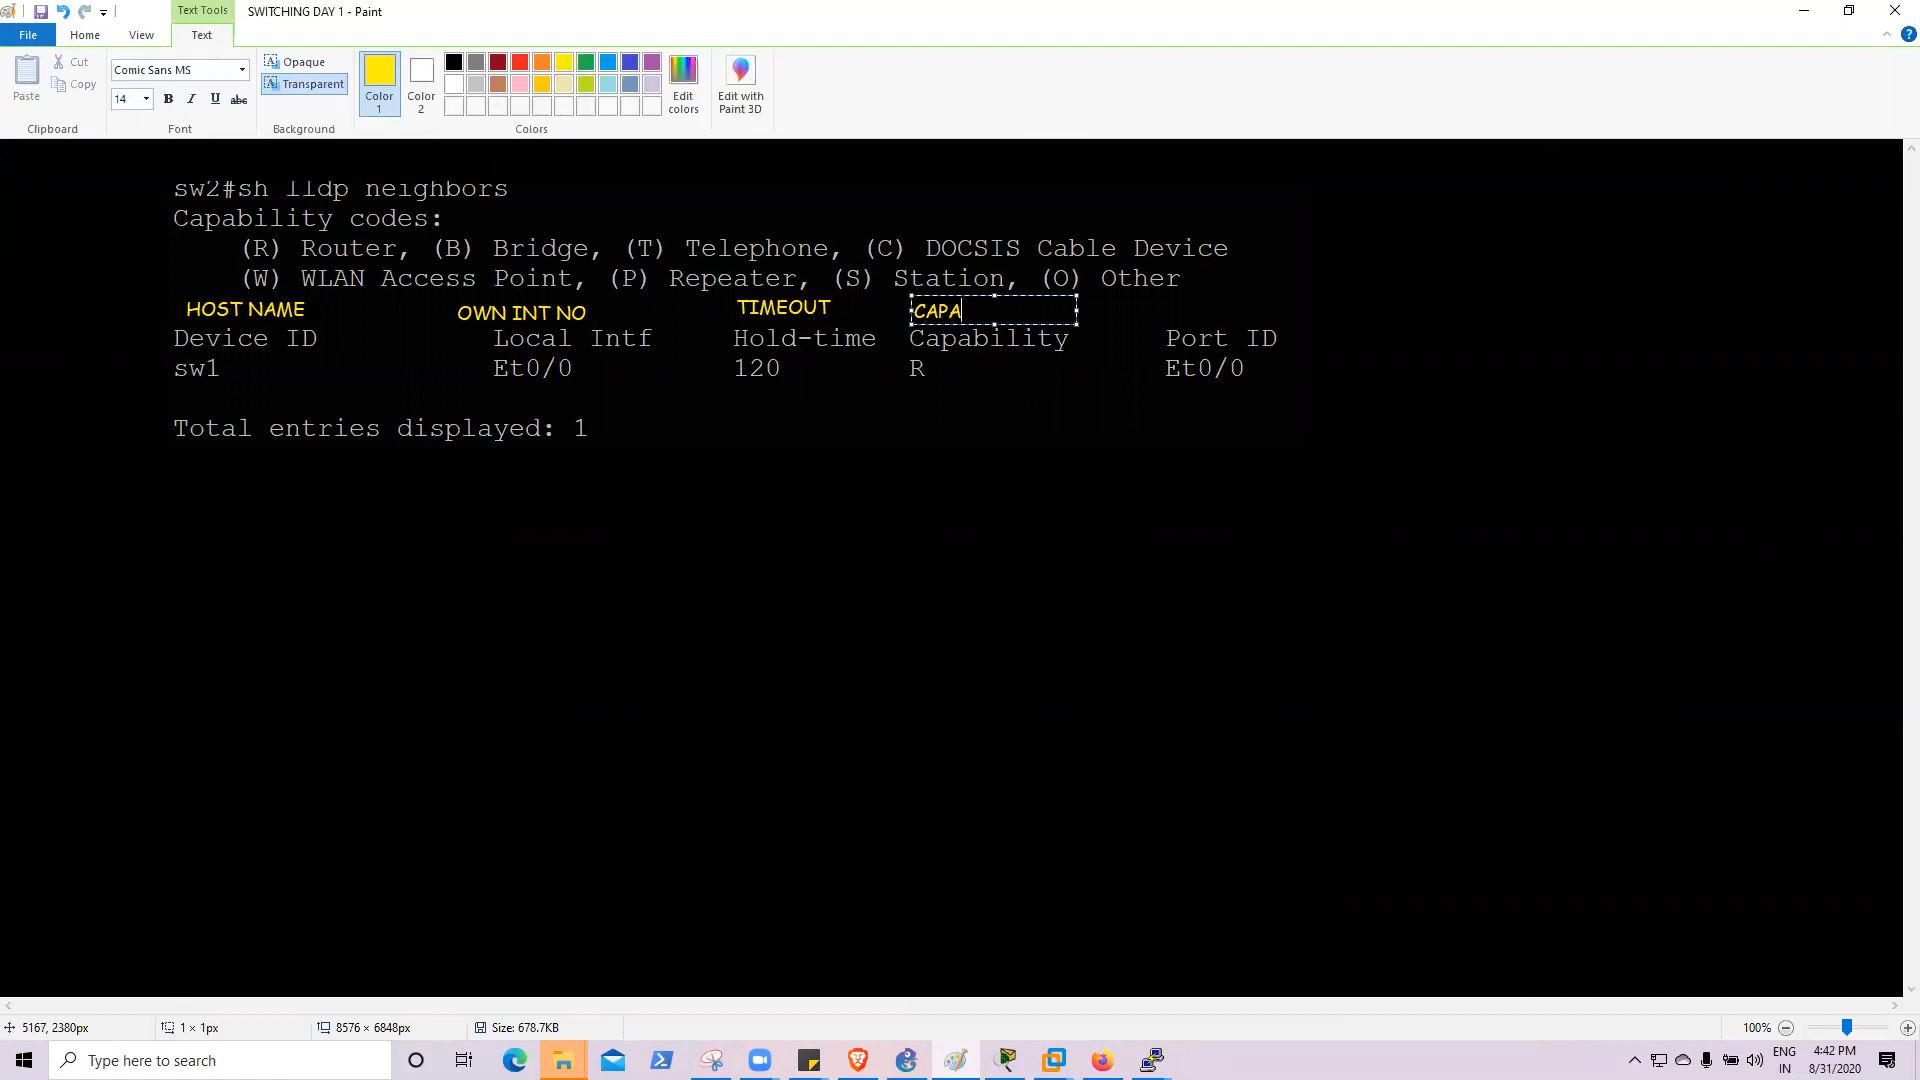 Text Tools
SWITCHING DAY 1 - Paint
File
Home
View
Text
Paste
Cut
Copy
Clipboard
Comic Sans MS
14
B I U abc
Font
Opaque
Transparent
Background
Color 1
Color 2
Edit colors
Edit with Paint 3D
Colors
sw2#sh lldp neighbors
Capability codes:
(R) Router, (B) Bridge, (T) Telephone, (C) DOCSIS Cable Device
(W) WLAN Access Point, (P) Repeater, (S) Station, (O) Other
HOST NAME OWN INT NO TIMEOUT CAPA
Device ID Local Intf Hold-time Capability Port ID
sw1 Et0/0 120 R Et0/0
Total entries displayed: 1
5167, 2380px
1 × 1px
8576 × 6848px
Size: 678.7KB
100%
Type here to search
ENG
IN
4:42 PM
8/31/2020